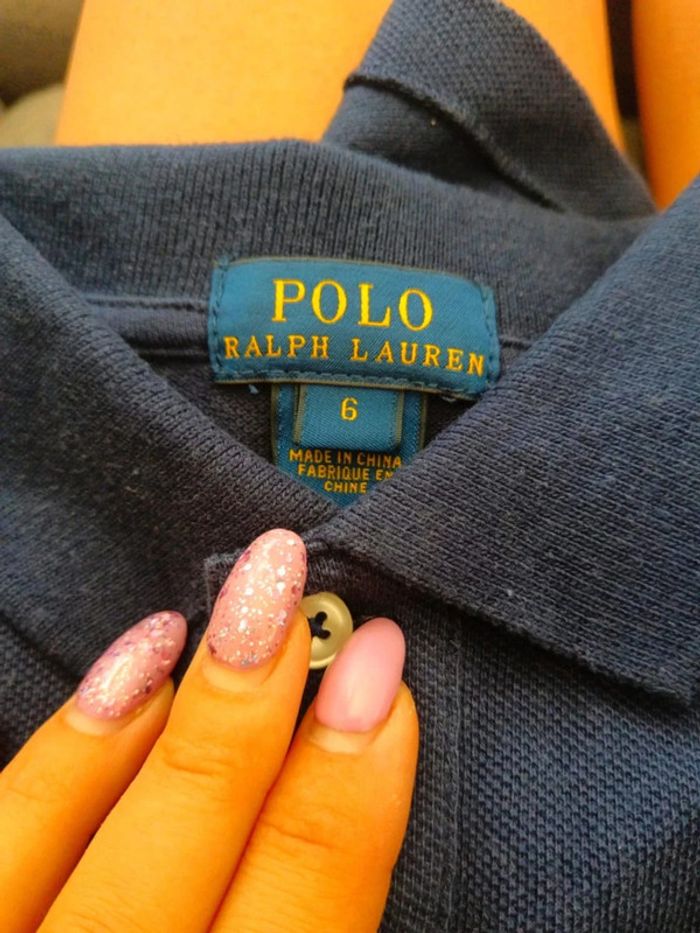 POLO
RALPH LAUREN
6
MADE IN CHINA
FABRIQUE EN
CHINE